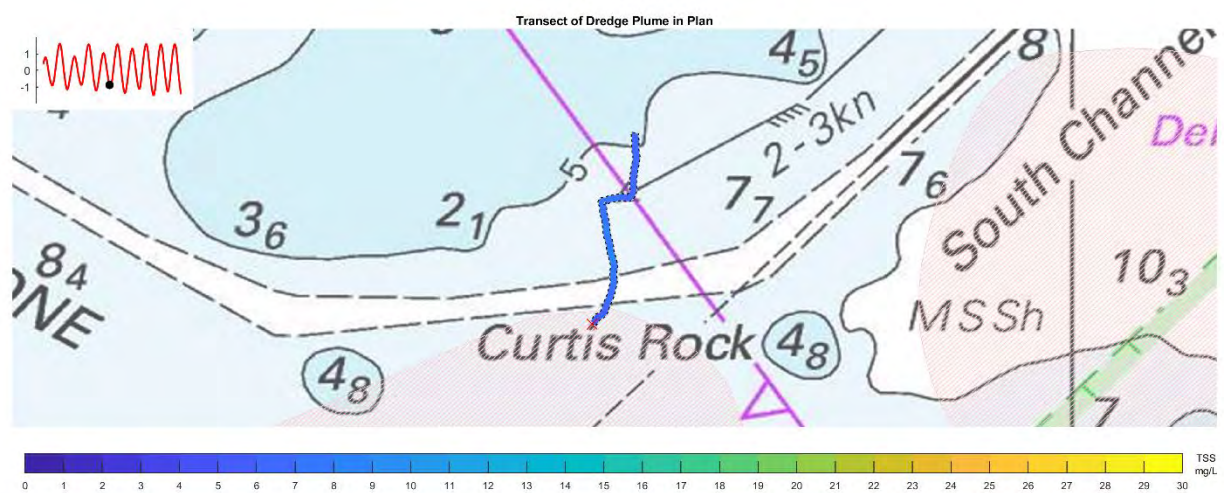 Transect of Dredge Plume in Plan
1
0
-1
4₅
8
South Channel
Del
2 - 3kn
5
7₇
7₆
3₆
2₁
8₄
ONE
10₃
M S Sh
Curtis Rock
4₈
4₈
7
0 1 2 3 4 5 6 7 8 9 10 11 12 13 14 15 16 17 18 19 20 21 22 23 24 25 26 27 28 29 30
TSS
mg/L